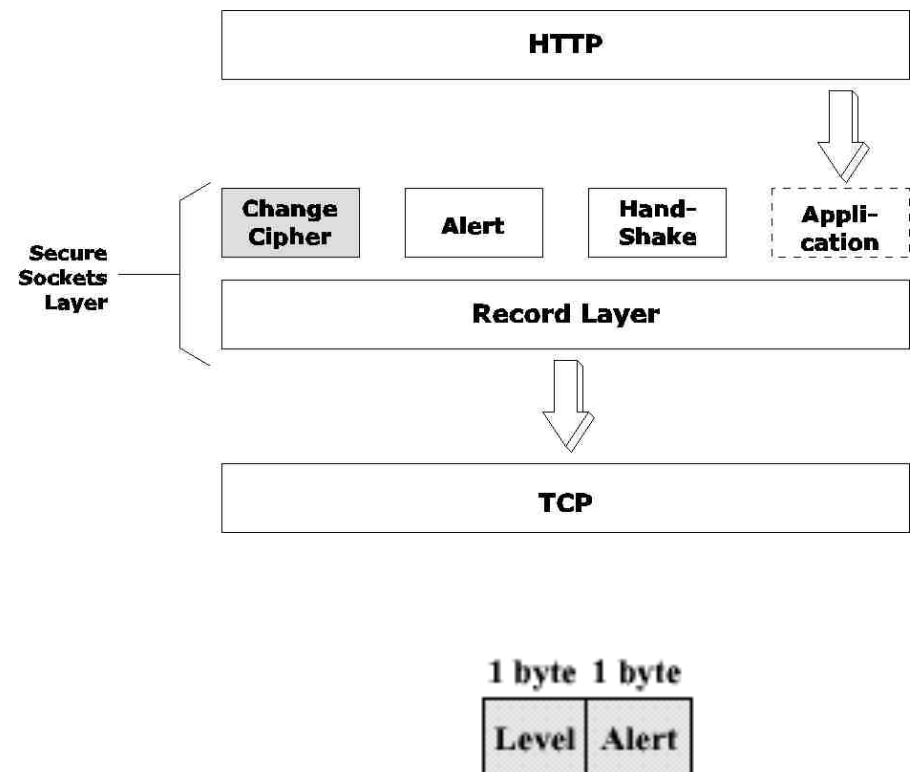 HTTP
Change
Cipher
Alert
Hand-
Shake
Appli-
cation
Secure
Sockets
Layer
Record Layer
TCP
1 byte 1 byte
Level Alert